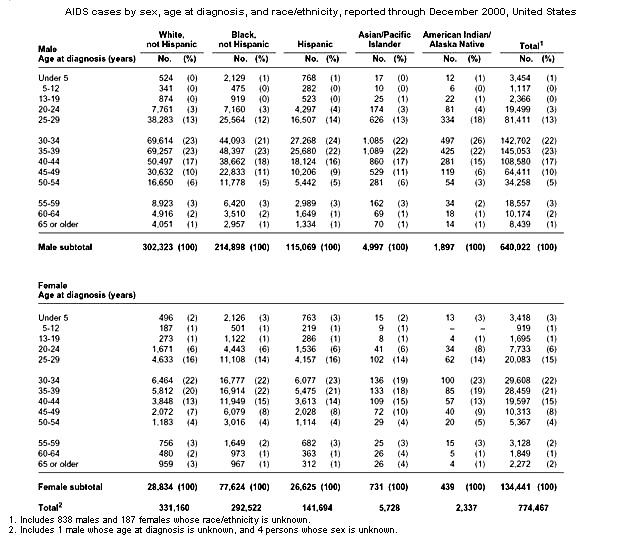 AIDS cases by sex, age at diagnosis, and race/ethnicity, reported through December 2000, United States
White, Black, Asian/Pacific American Indian/
Male not Hispanic not Hispanic Hispanic Islander Alaska Native Total1
Age at diagnosis (years) No. (%) No. (%) No. (%) No. (%) No. (%) No. (%)
Under 5 524 (0) 2,129 (1) 768 (1) 17 (0) 12 (1) 3,454 (1)
5-12 341 (0) 475 (0) 282 (0) 10 (0) 6 (0) 1,117 (0)
13-19 874 (0) 919 (0) 523 (0) 25 (1) 22 (1) 2,366 (0)
20-24 7,761 (3) 7,160 (3) 4,297 (4) 174 (3) 81 (4) 19,499 (3)
25-29 38,283 (13) 25,564 (12) 16,507 (14) 626 (13) 334 (18) 81,411 (13)
30-34 69,614 (23) 44,093 (21) 27,268 (24) 1,085 (22) 497 (26) 142,702 (22)
35-39 69,257 (23) 48,397 (23) 25,680 (22) 1,089 (22) 425 (22) 145,053 (23)
40-44 50,497 (17) 38,662 (18) 18,124 (16) 860 (17) 281 (15) 108,580 (17)
45-49 30,632 (10) 22,833 (11) 10,206 (9) 529 (11) 119 (6) 64,411 (10)
50-54 16,650 (6) 11,778 (5) 5,442 (5) 281 (6) 54 (3) 34,258 (5)
55-59 8,923 (3) 6,420 (3) 2,989 (3) 162 (3) 34 (2) 18,557 (3)
60-64 4,916 (2) 3,510 (2) 1,649 (1) 69 (1) 18 (1) 10,174 (2)
65 or older 4,051 (1) 2,957 (1) 1,334 (1) 70 (1) 14 (1) 8,439 (1)
Male subtotal 302,323 (100) 214,898 (100) 115,069 (100) 4,997 (100) 1,897 (100) 640,022 (100)
Female
Age at diagnosis (years)
Under 5 496 (2) 2,126 (3) 763 (3) 15 (2) 13 (3) 3,418 (3)
5-12 187 (1) 501 (1) 219 (1) 9 (1) – – 919 (1)
13-19 273 (1) 1,122 (1) 286 (1) 8 (1) 4 (1) 1,695 (1)
20-24 1,671 (6) 4,443 (6) 1,536 (6) 41 (6) 34 (8) 7,733 (6)
25-29 4,633 (16) 11,108 (14) 4,157 (16) 102 (14) 62 (14) 20,083 (15)
30-34 6,464 (22) 16,777 (22) 6,077 (23) 136 (19) 100 (23) 29,608 (22)
35-39 5,812 (20) 16,914 (22) 5,475 (21) 133 (18) 85 (19) 28,459 (21)
40-44 3,848 (13) 11,949 (15) 3,613 (14) 109 (15) 57 (13) 19,597 (15)
45-49 2,072 (7) 6,079 (8) 2,028 (8) 72 (10) 40 (9) 10,313 (8)
50-54 1,183 (4) 3,016 (4) 1,114 (4) 29 (4) 20 (5) 5,367 (4)
55-59 756 (3) 1,649 (2) 682 (3) 25 (3) 15 (3) 3,128 (2)
60-64 480 (2) 973 (1) 363 (1) 26 (4) 5 (1) 1,849 (1)
65 or older 959 (3) 967 (1) 312 (1) 26 (4) 4 (1) 2,272 (2)
Female subtotal 28,834 (100) 77,624 (100) 26,625 (100) 731 (100) 439 (100) 134,441 (100)
Total2 331,160 292,522 141,694 5,728 2,337 774,467
1. Includes 838 males and 187 females whose race/ethnicity is unknown.
2. Includes 1 male whose age at diagnosis is unknown, and 4 persons whose sex is unknown.